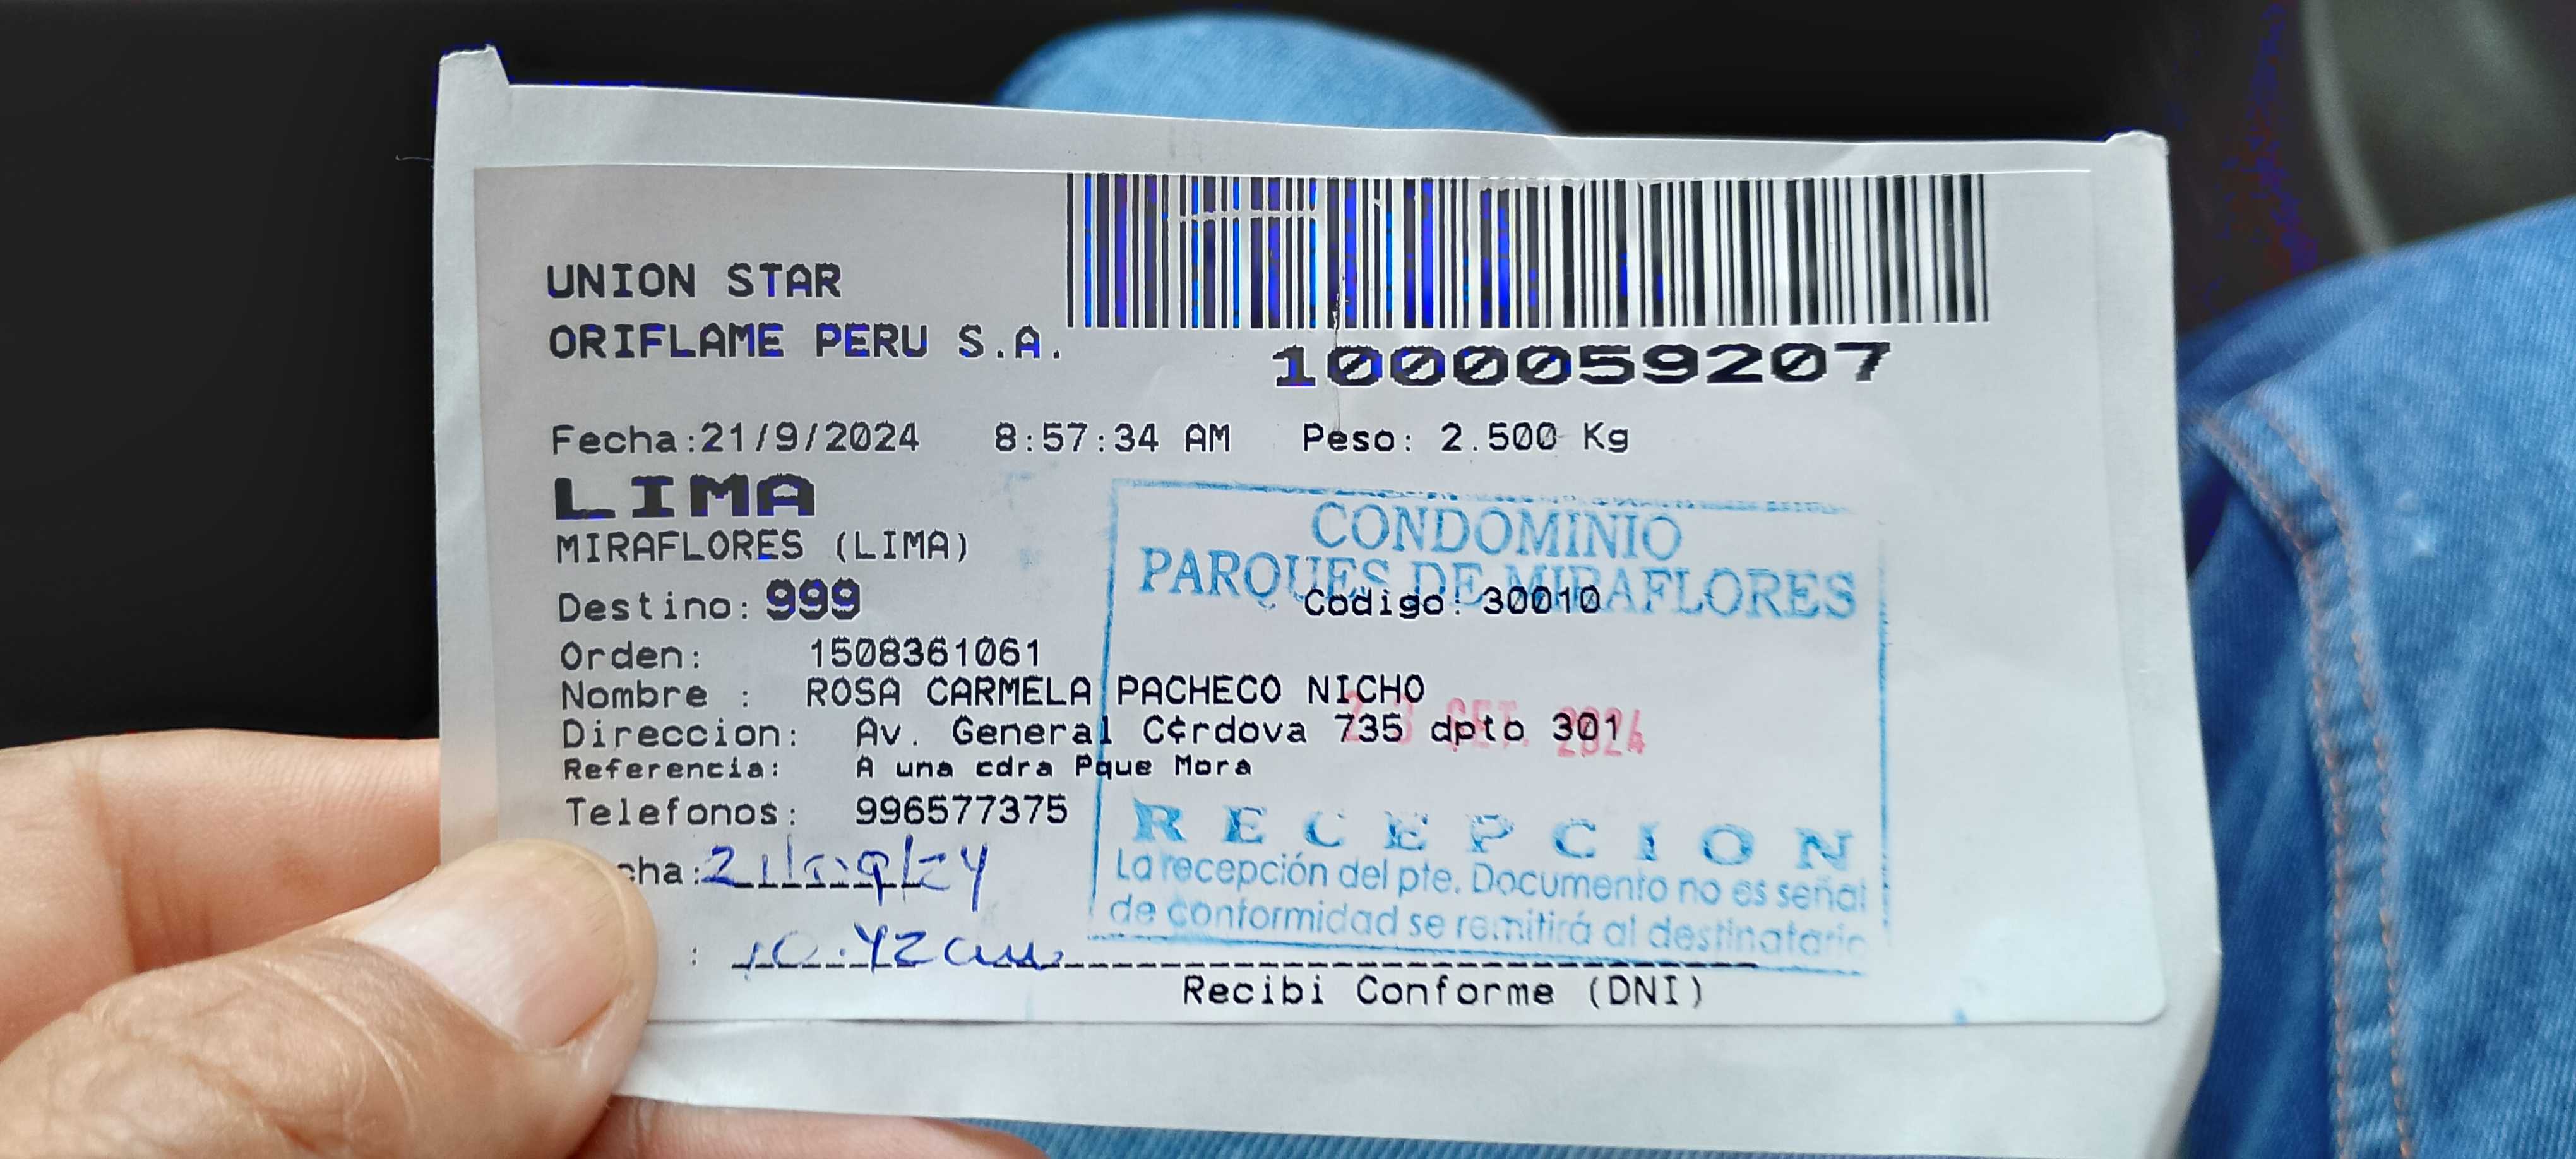 UNION STAR
ORIFLAME PERU S.A.
1000059207
Fecha:21/9/2024 8:57:34 AM Peso: 2.500 Kg
LIMA
MIRAFLORES (LIMA)
Destino: 999
Codigo: 30010
Orden: 1508361061
Nombre : ROSA CARMELA PACHECO NICHO
Direccion: Av. General C¢rdova 735 dpto 301
Referencia: A una cdra Pque Mora
Telefonos: 996577375
cha:
: 10:42am
Recibi Conforme (DNI)
CONDOMINIO
PARQUES DE MIRAFLORES
SET. 2024
RECEPCION
La recepción del pte. Documento no es señal
de conformidad se remitirá al destinatario